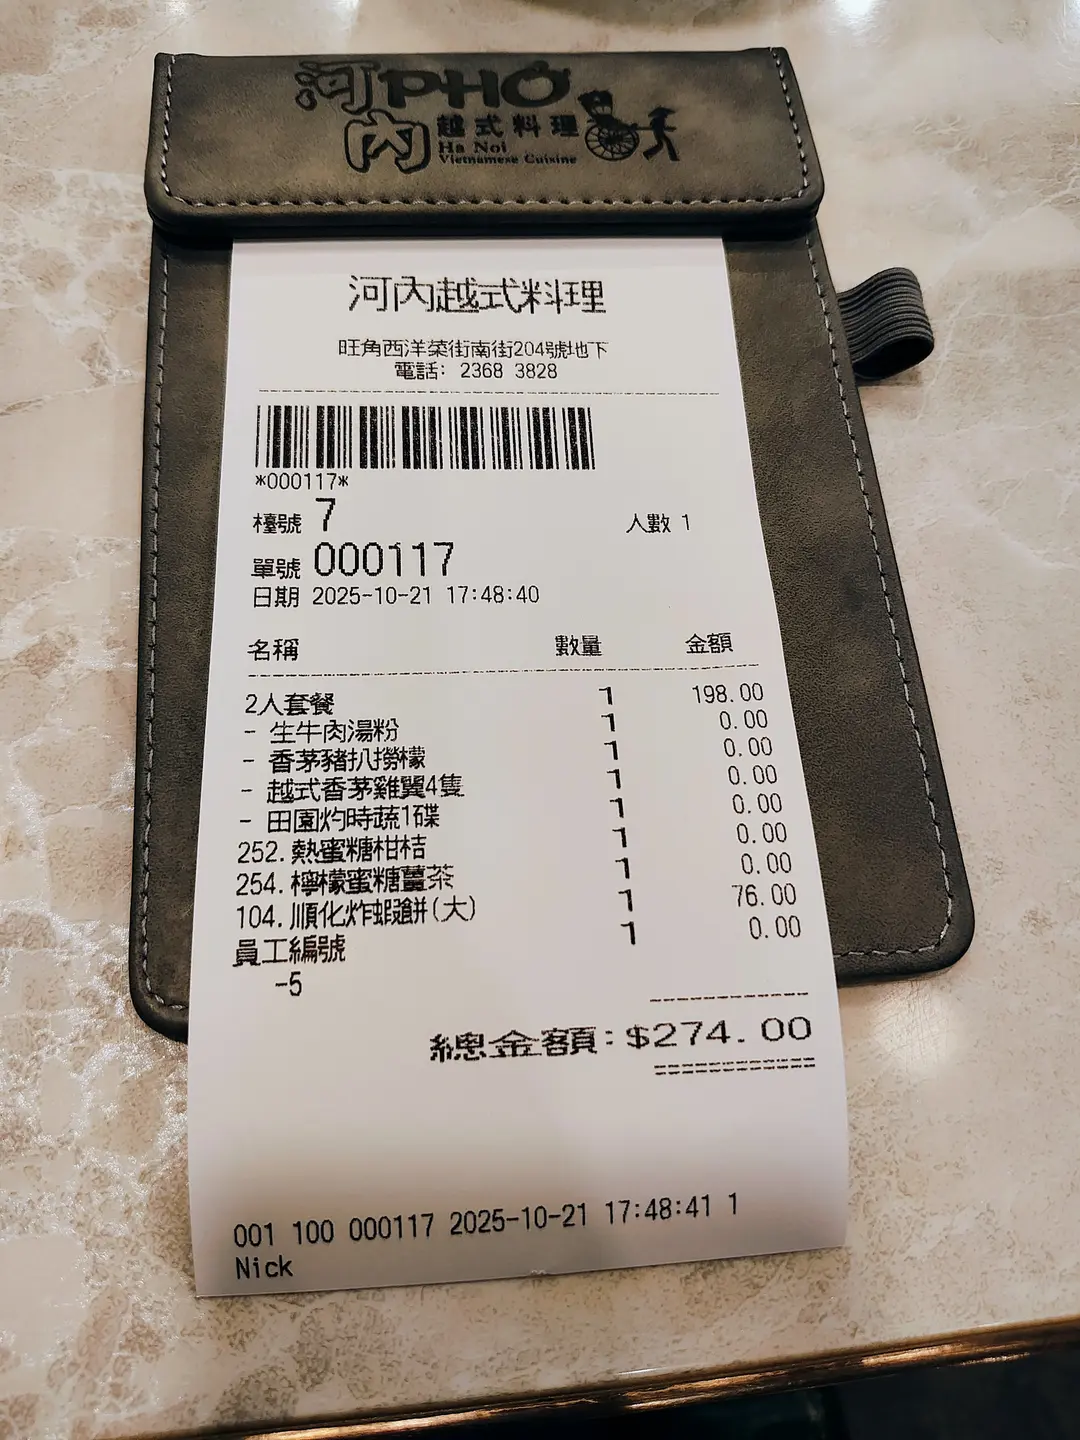 河內 PHỞ
越式料理
Ha Noi
Vietnamese Cuisine
河內越式料理
旺角西洋菜街南街204號地下
電話: 2368 3828
*000117*
檯號 7 人數 1
單號 000117
日期 2025-10-21 17:48:40
名稱 數量 金額
2人套餐 1 198.00
- 生牛肉湯粉 1 0.00
- 香茅豬扒撈檬 1 0.00
- 越式香茅雞翼4隻 1 0.00
- 田園灼時蔬1碟 1 0.00
252. 熱蜜糖柑桔 1 0.00
254. 檸檬蜜糖薑茶 1 0.00
104. 順化炸蝦餅(大) 1 76.00
員工編號 1 0.00
-5
總金額: $274.00
001 100 000117 2025-10-21 17:48:41 1
Nick